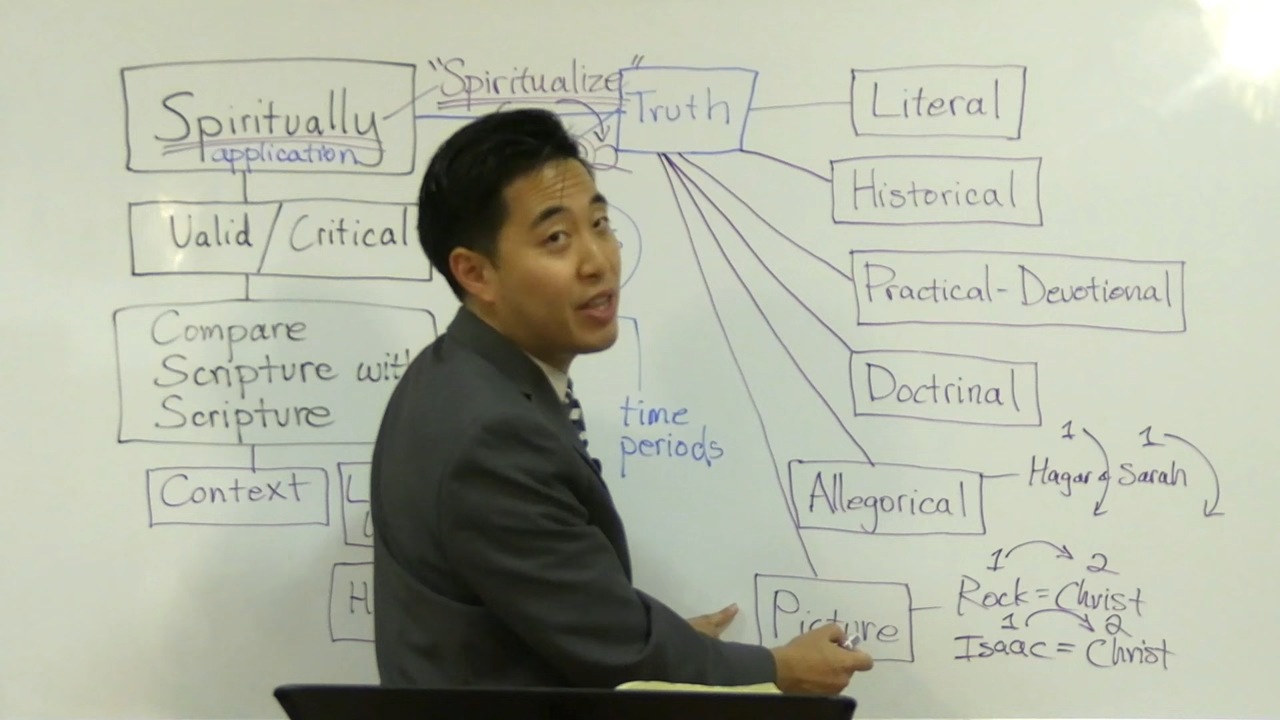 Spiritually
application
"Spiritualize"
Truth
Literal
Historical
Practical-Devotional
Doctrinal
Allegorical
1 1
Hagar & Sarah
Picture
1 2
Rock = Christ
1 2
Isaac = Christ
Valid / Critical
Compare
Scripture with
Scripture
Context
L
H
time
periods